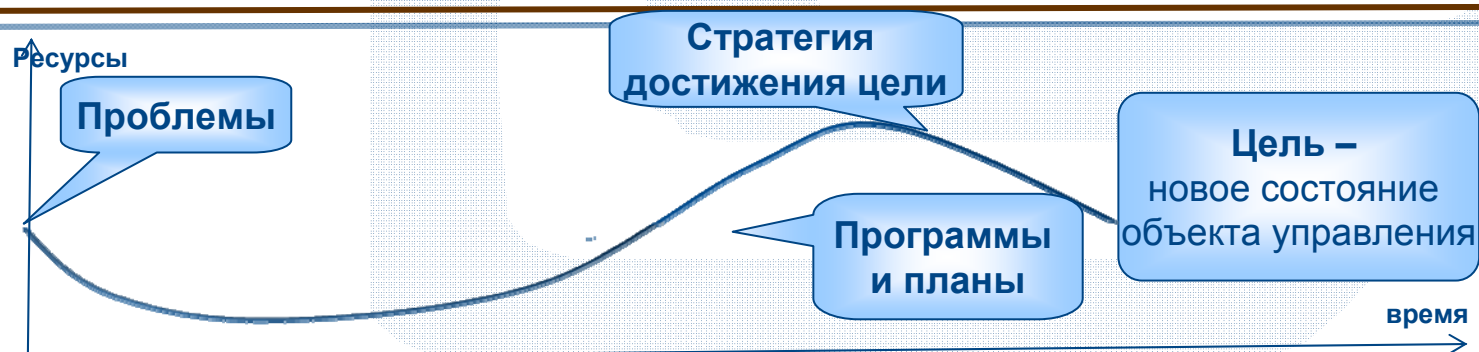 Ресурсы
Проблемы
Стратегия
достижения цели
Цель –
новое состояние
объекта управления
Программы
и планы
время